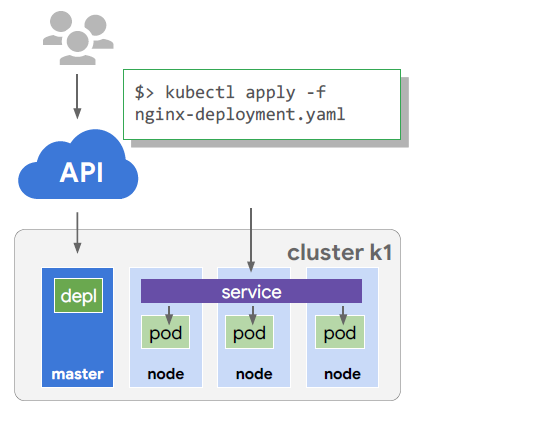 $> kubectl apply -f
nginx-deployment.yaml
API
cluster k1
depl
service
pod
pod
pod
master
node
node
node